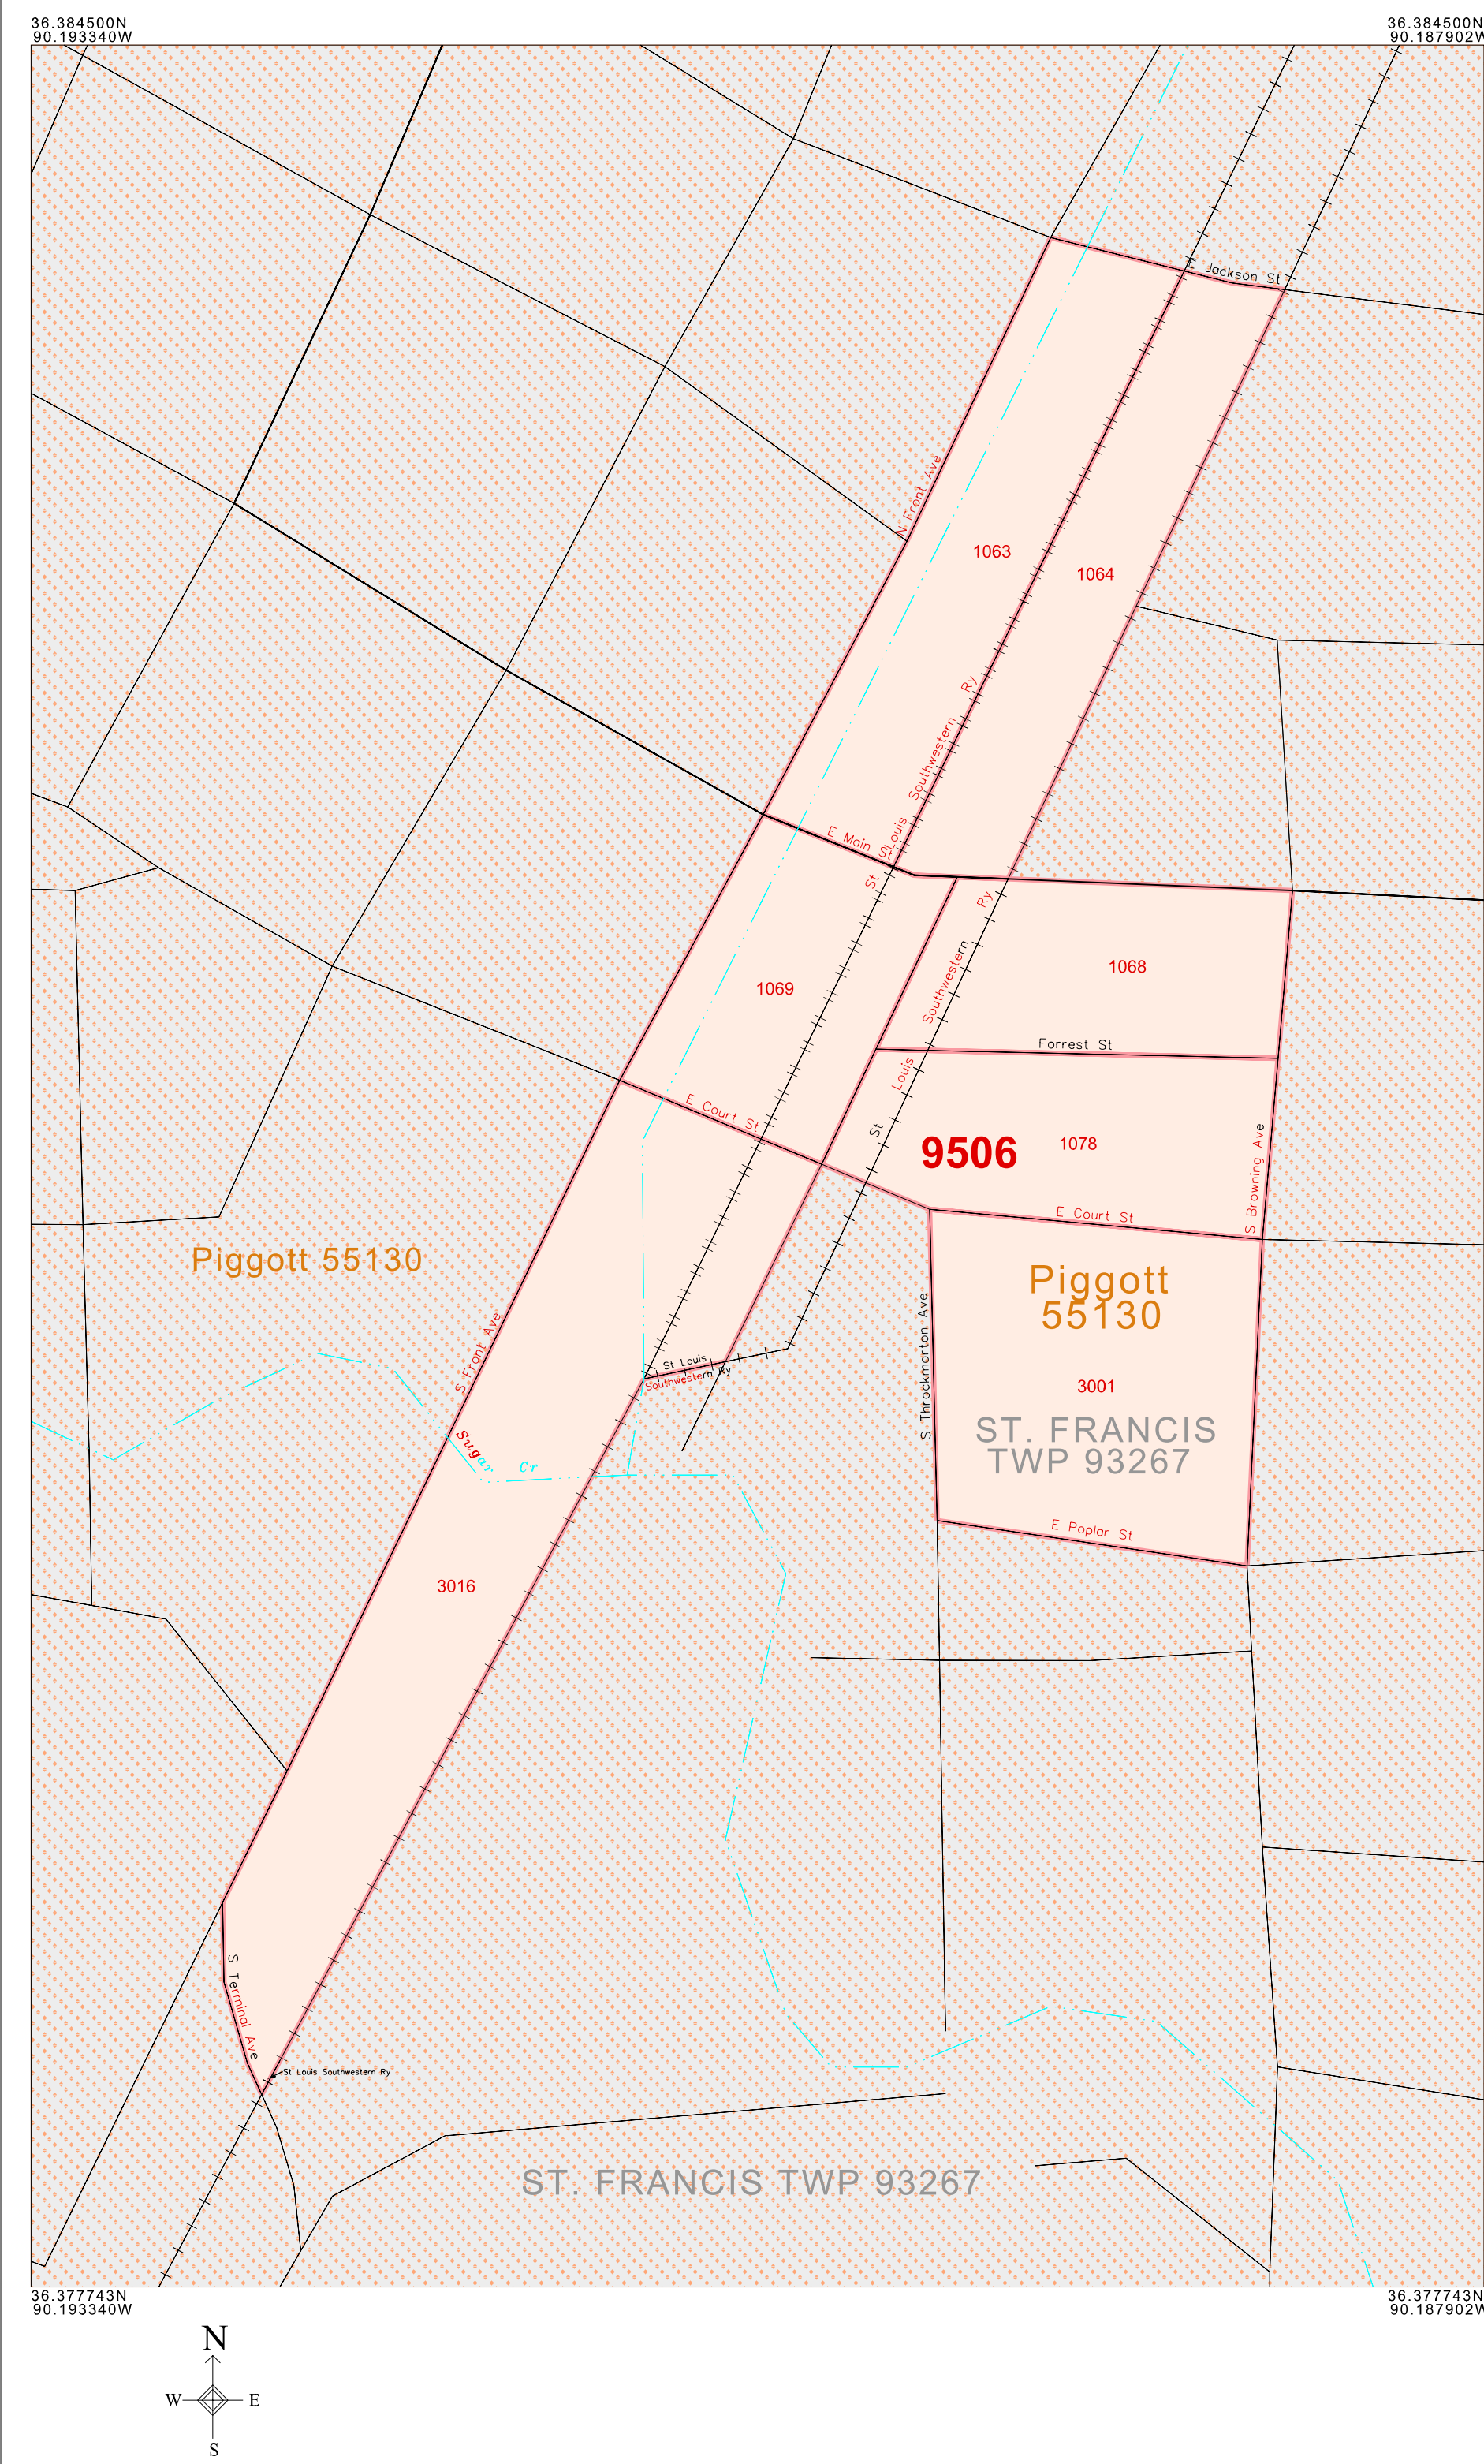 36.384500N
90.193340W
36.384500N
90.187902W
E Jackson St
N Front Ave
1063
1064
St Louis Southwestern Ry
E Main St
1069
St Louis Southwestern Ry
1068
Forrest St
E Court St
9506
1078
S Browning Ave
E Court St
Piggott 55130
Piggott
55130
S Front Ave
St Louis
Southwestern Ry
S Throckmorton Ave
3001
ST. FRANCIS
TWP 93267
Sugar Cr
E Poplar St
3016
S Terminal Ave
St Louis Southwestern Ry
ST. FRANCIS TWP 93267
36.377743N
90.193340W
36.377743N
90.187902W
N
W
E
S